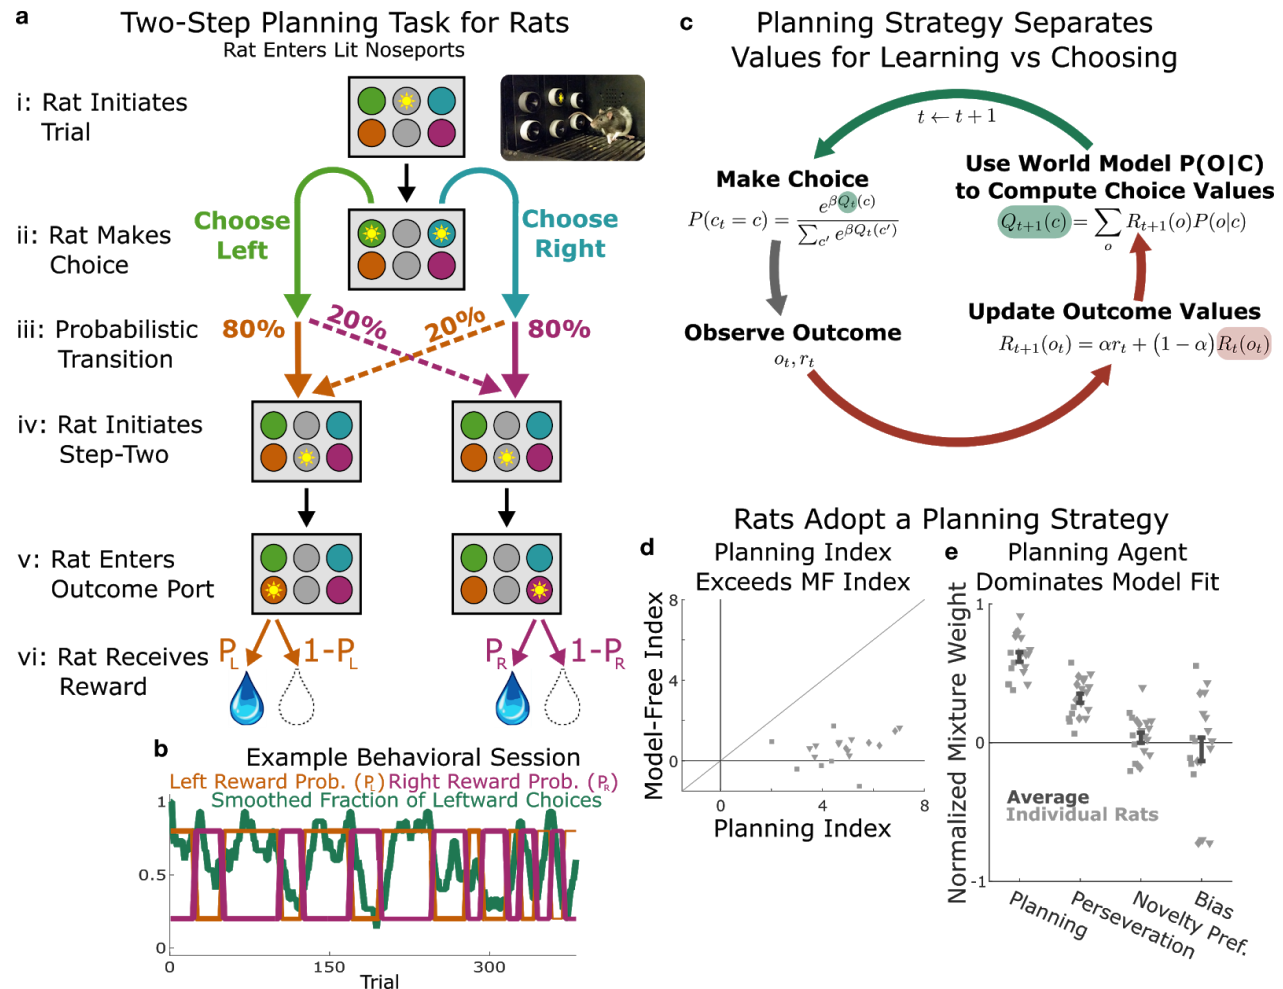 a
Two-Step Planning Task for Rats
Rat Enters Lit Noseports
i: Rat Initiates
Trial
Choose
Left
Choose
Right
ii: Rat Makes
Choice
iii: Probabilistic
Transition
80%
20%
20%
80%
iv: Rat Initiates
Step-Two
v: Rat Enters
Outcome Port
vi: Rat Receives
Reward
P_L
1-P_L
P_R
1-P_R
b
Example Behavioral Session
Left Reward Prob. (P_L) Right Reward Prob. (P_R)
Smoothed Fraction of Leftward Choices
1
0.5
0
0
150
300
Trial
c
Planning Strategy Separates
Values for Learning vs Choosing
t ← t + 1
Make Choice
P(c_t = c) = e^{βQ_t(c)} / ∑_{c'} e^{βQ_t(c')}
Use World Model P(O|C)
to Compute Choice Values
Q_{t+1}(c) = ∑_o R_{t+1}(o)P(o|c)
Observe Outcome
o_t, r_t
Update Outcome Values
R_{t+1}(o_t) = αr_t + (1 − α)R_t(o_t)
Rats Adopt a Planning Strategy
d
Planning Index
Exceeds MF Index
Model-Free Index
8
4
0
0
4
8
Planning Index
e
Planning Agent
Dominates Model Fit
Normalized Mixture Weight
1
0
-1
Average
Individual Rats
Planning
Perseveration
Novelty Pref.
Bias